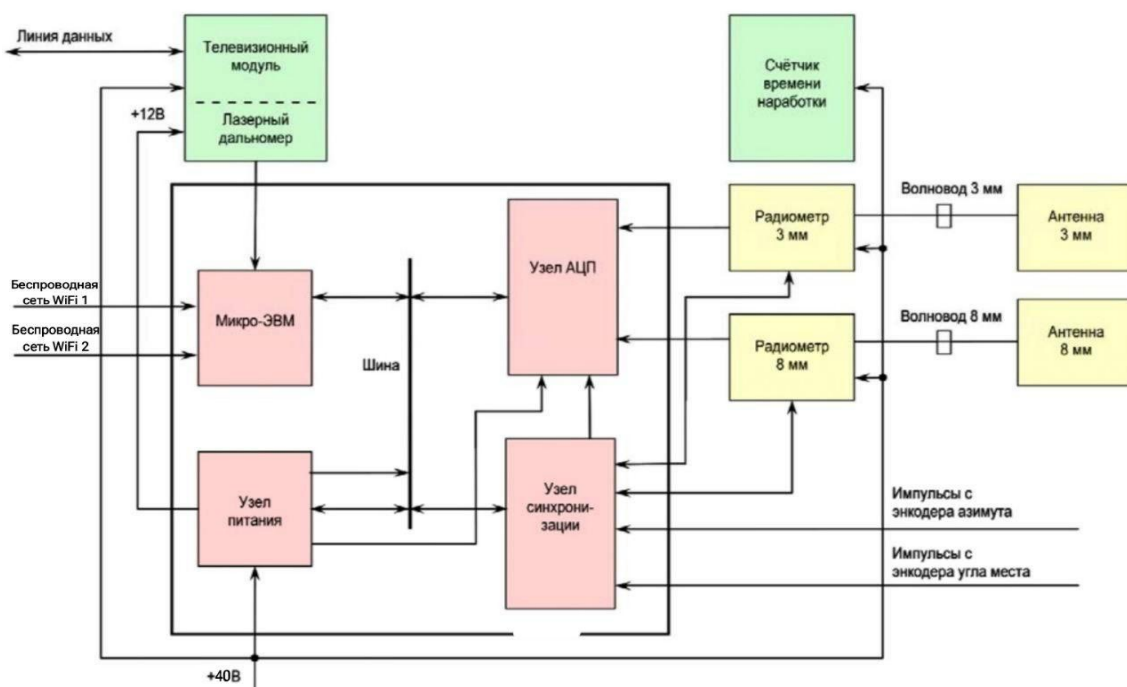 Линия данных
Телевизионный
модуль
Лазерный
дальномер
+12В
Счётчик
времени
наработки
Волновод 3 мм
Радиометр
3 мм
Антенна
3 мм
Узел АЦП
Беспроводная
сеть WiFi 1
Микро-ЭВМ
Беспроводная
сеть WiFi 2
Волновод 8 мм
Радиометр
8 мм
Антенна
8 мм
Шина
Узел
питания
Узел
синхрони-
зации
Импульсы с
энкодера азимута
Импульсы с
энкодера угла места
+40В